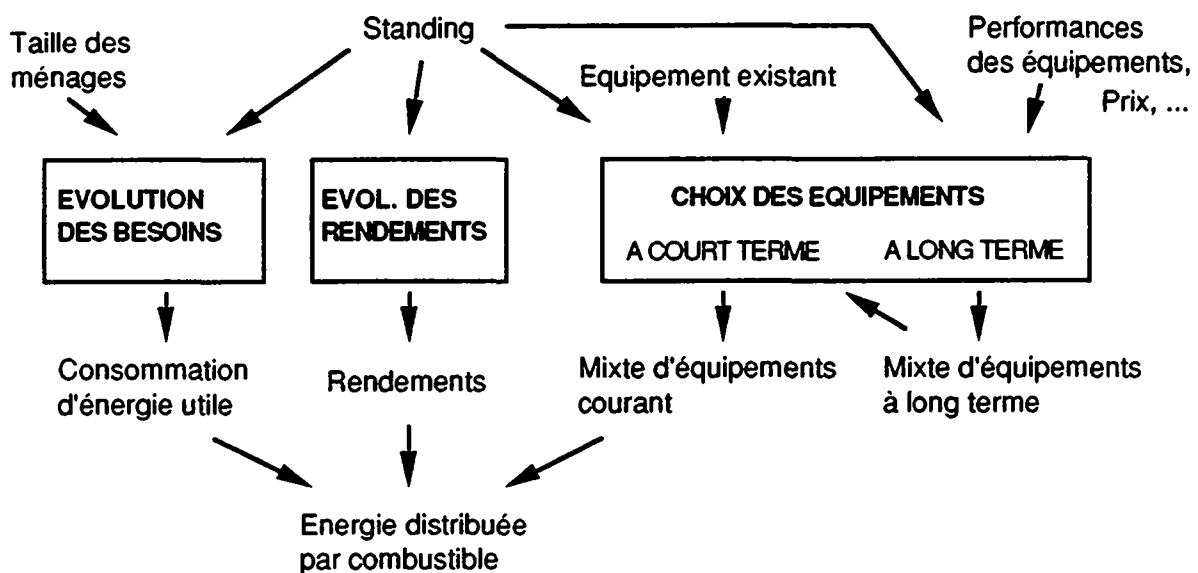 Taille des
ménages
Standing
Equipement existant
Performances
des équipements,
Prix, ...
EVOLUTION
DES BESOINS
EVOL. DES
RENDEMENTS
CHOIX DES EQUIPEMENTS
A COURT TERME
A LONG TERME
Consommation
d'énergie utile
Rendements
Mixte d'équipements
courant
Mixte d'équipements
à long terme
Energie distribuée
par combustible